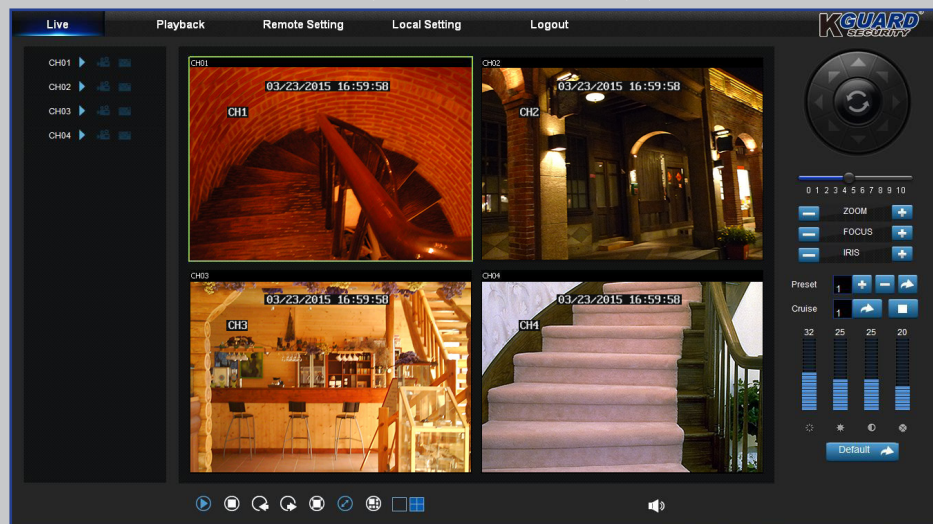 Live Playback Remote Setting Local Setting Logout
KGUARD®
SECURITY
CH01
CH02
CH03
CH04
CH01
03/23/2015 16:59:58
CH1
CH02
03/23/2015 16:59:58
CH2
CH03
03/23/2015 16:59:58
CH3
CH04
03/23/2015 16:59:58
CH4
0 1 2 3 4 5 6 7 8 9 10
ZOOM
FOCUS
IRIS
Preset 1
Cruise 1
32 25 25 20
Default